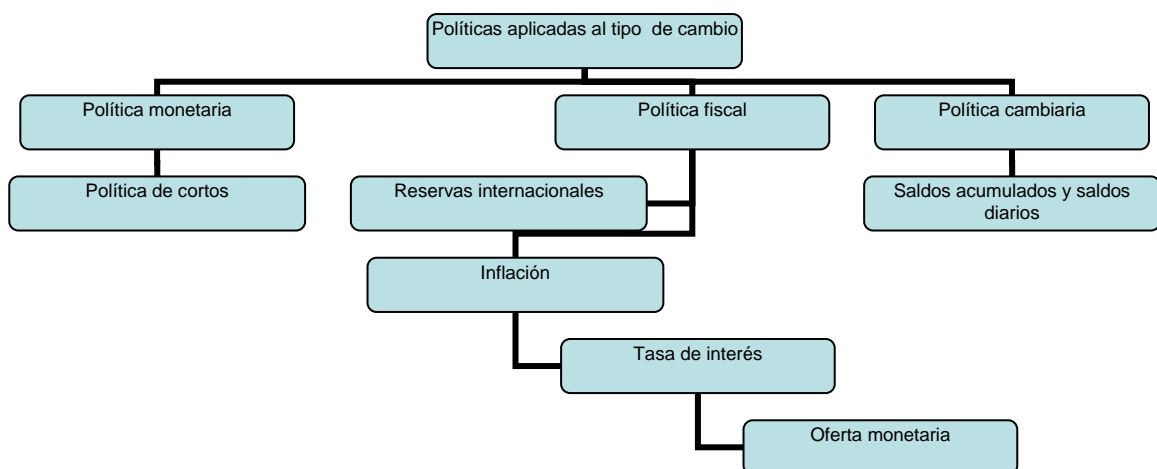 Políticas aplicadas al tipo  de cambio
Política monetaria
Política fiscal
Política cambiaria
Política de cortos
Reservas internacionales
Saldos acumulados y saldos
diarios
Inflación
Tasa de interés
Oferta monetaria